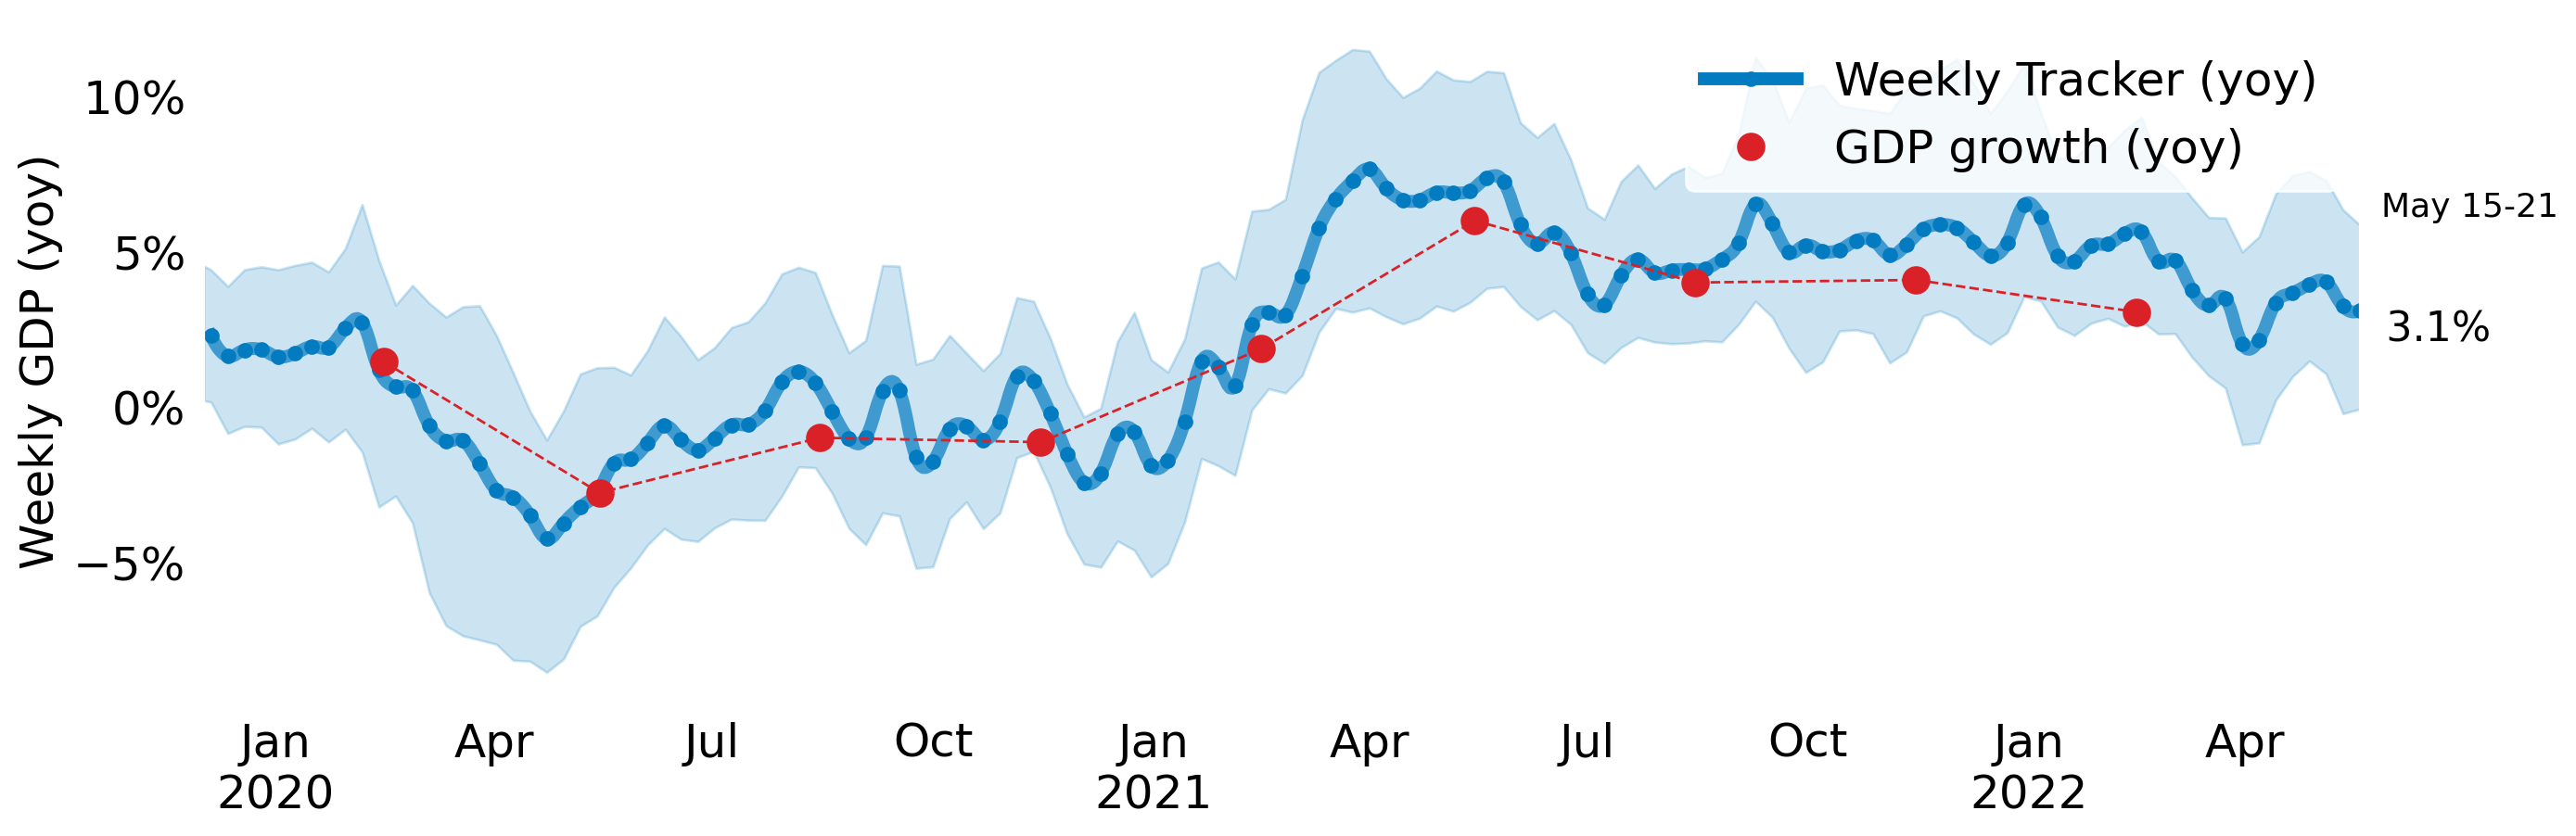 Weekly Tracker (yoy)
GDP growth (yoy)
Weekly GDP (yoy)
10%
5%
0%
−5%
May 15-21
3.1%
Jan Apr Jul Oct Jan Apr Jul Oct Jan Apr
2020 2021 2022